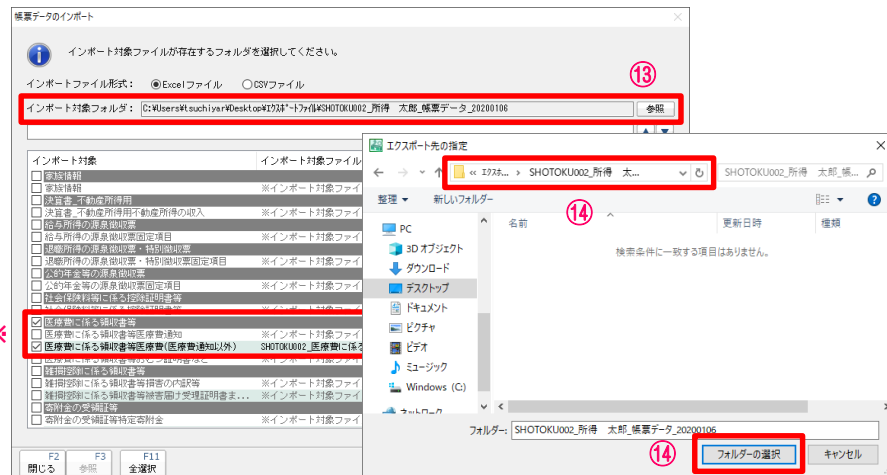 帳票データのインポート
インポート対象ファイルが存在するフォルダを選択してください。
インポートファイル形式: Excelファイル CSVファイル
⑬
インポート対象フォルダ: C:¥Users¥tsuchiyar¥Desktop¥ｴｸｽﾎﾟｰﾄﾌｧｲﾙ¥SHOTOKU002_所得 太郎_帳票データ_20200106 参照
インポート対象 インポート対象ファイル
家族情報
家族情報 ※インポート対象ファイ
決算書_不動産所得用
決算書_不動産所得用不動産所得の収入 ※インポート対象ファイ
給与所得の源泉徴収票
給与所得の源泉徴収票固定項目 ※インポート対象ファイ
退職所得の源泉徴収票・特別徴収票
退職所得の源泉徴収票・特別徴収票固定項目 ※インポート対象ファイ
公的年金等の源泉徴収票
公的年金等の源泉徴収票固定項目 ※インポート対象ファイ
社会保険料等に係る控除証明書等
※
医療費に係る領収書等
医療費に係る領収書等医療費通知 ※インポート対象ファイ
医療費に係る領収書等医療費(医療費通知以外) SHOTOKU002_医療費に係る
雑損控除に係る領収書等
雑損控除に係る領収書等損害の内訳等 ※インポート対象ファイ
雑損控除に係る領収書等被害届け受理証明書ま... ※インポート対象ファイ
寄附金の受領証等
寄附金の受領証等特定寄附金 ※インポート対象ファイ
F2 F3 F11
閉じる 参照 全選択
エクスポート先の指定
« ｴｸｽﾎ... › SHOTOKU002_所得 太... SHOTOKU002_所得 太郎_帳...
整理 新しいフォルダー
⑭
PC
3D オブジェクト
ダウンロード
デスクトップ
ドキュメント
ピクチャ
ビデオ
ミュージック
Windows (C:)
ネットワーク
名前 更新日時 種類
検索条件に一致する項目はありません。
フォルダー: SHOTOKU002_所得 太郎_帳票データ_20200106
⑭
フォルダーの選択 キャンセル